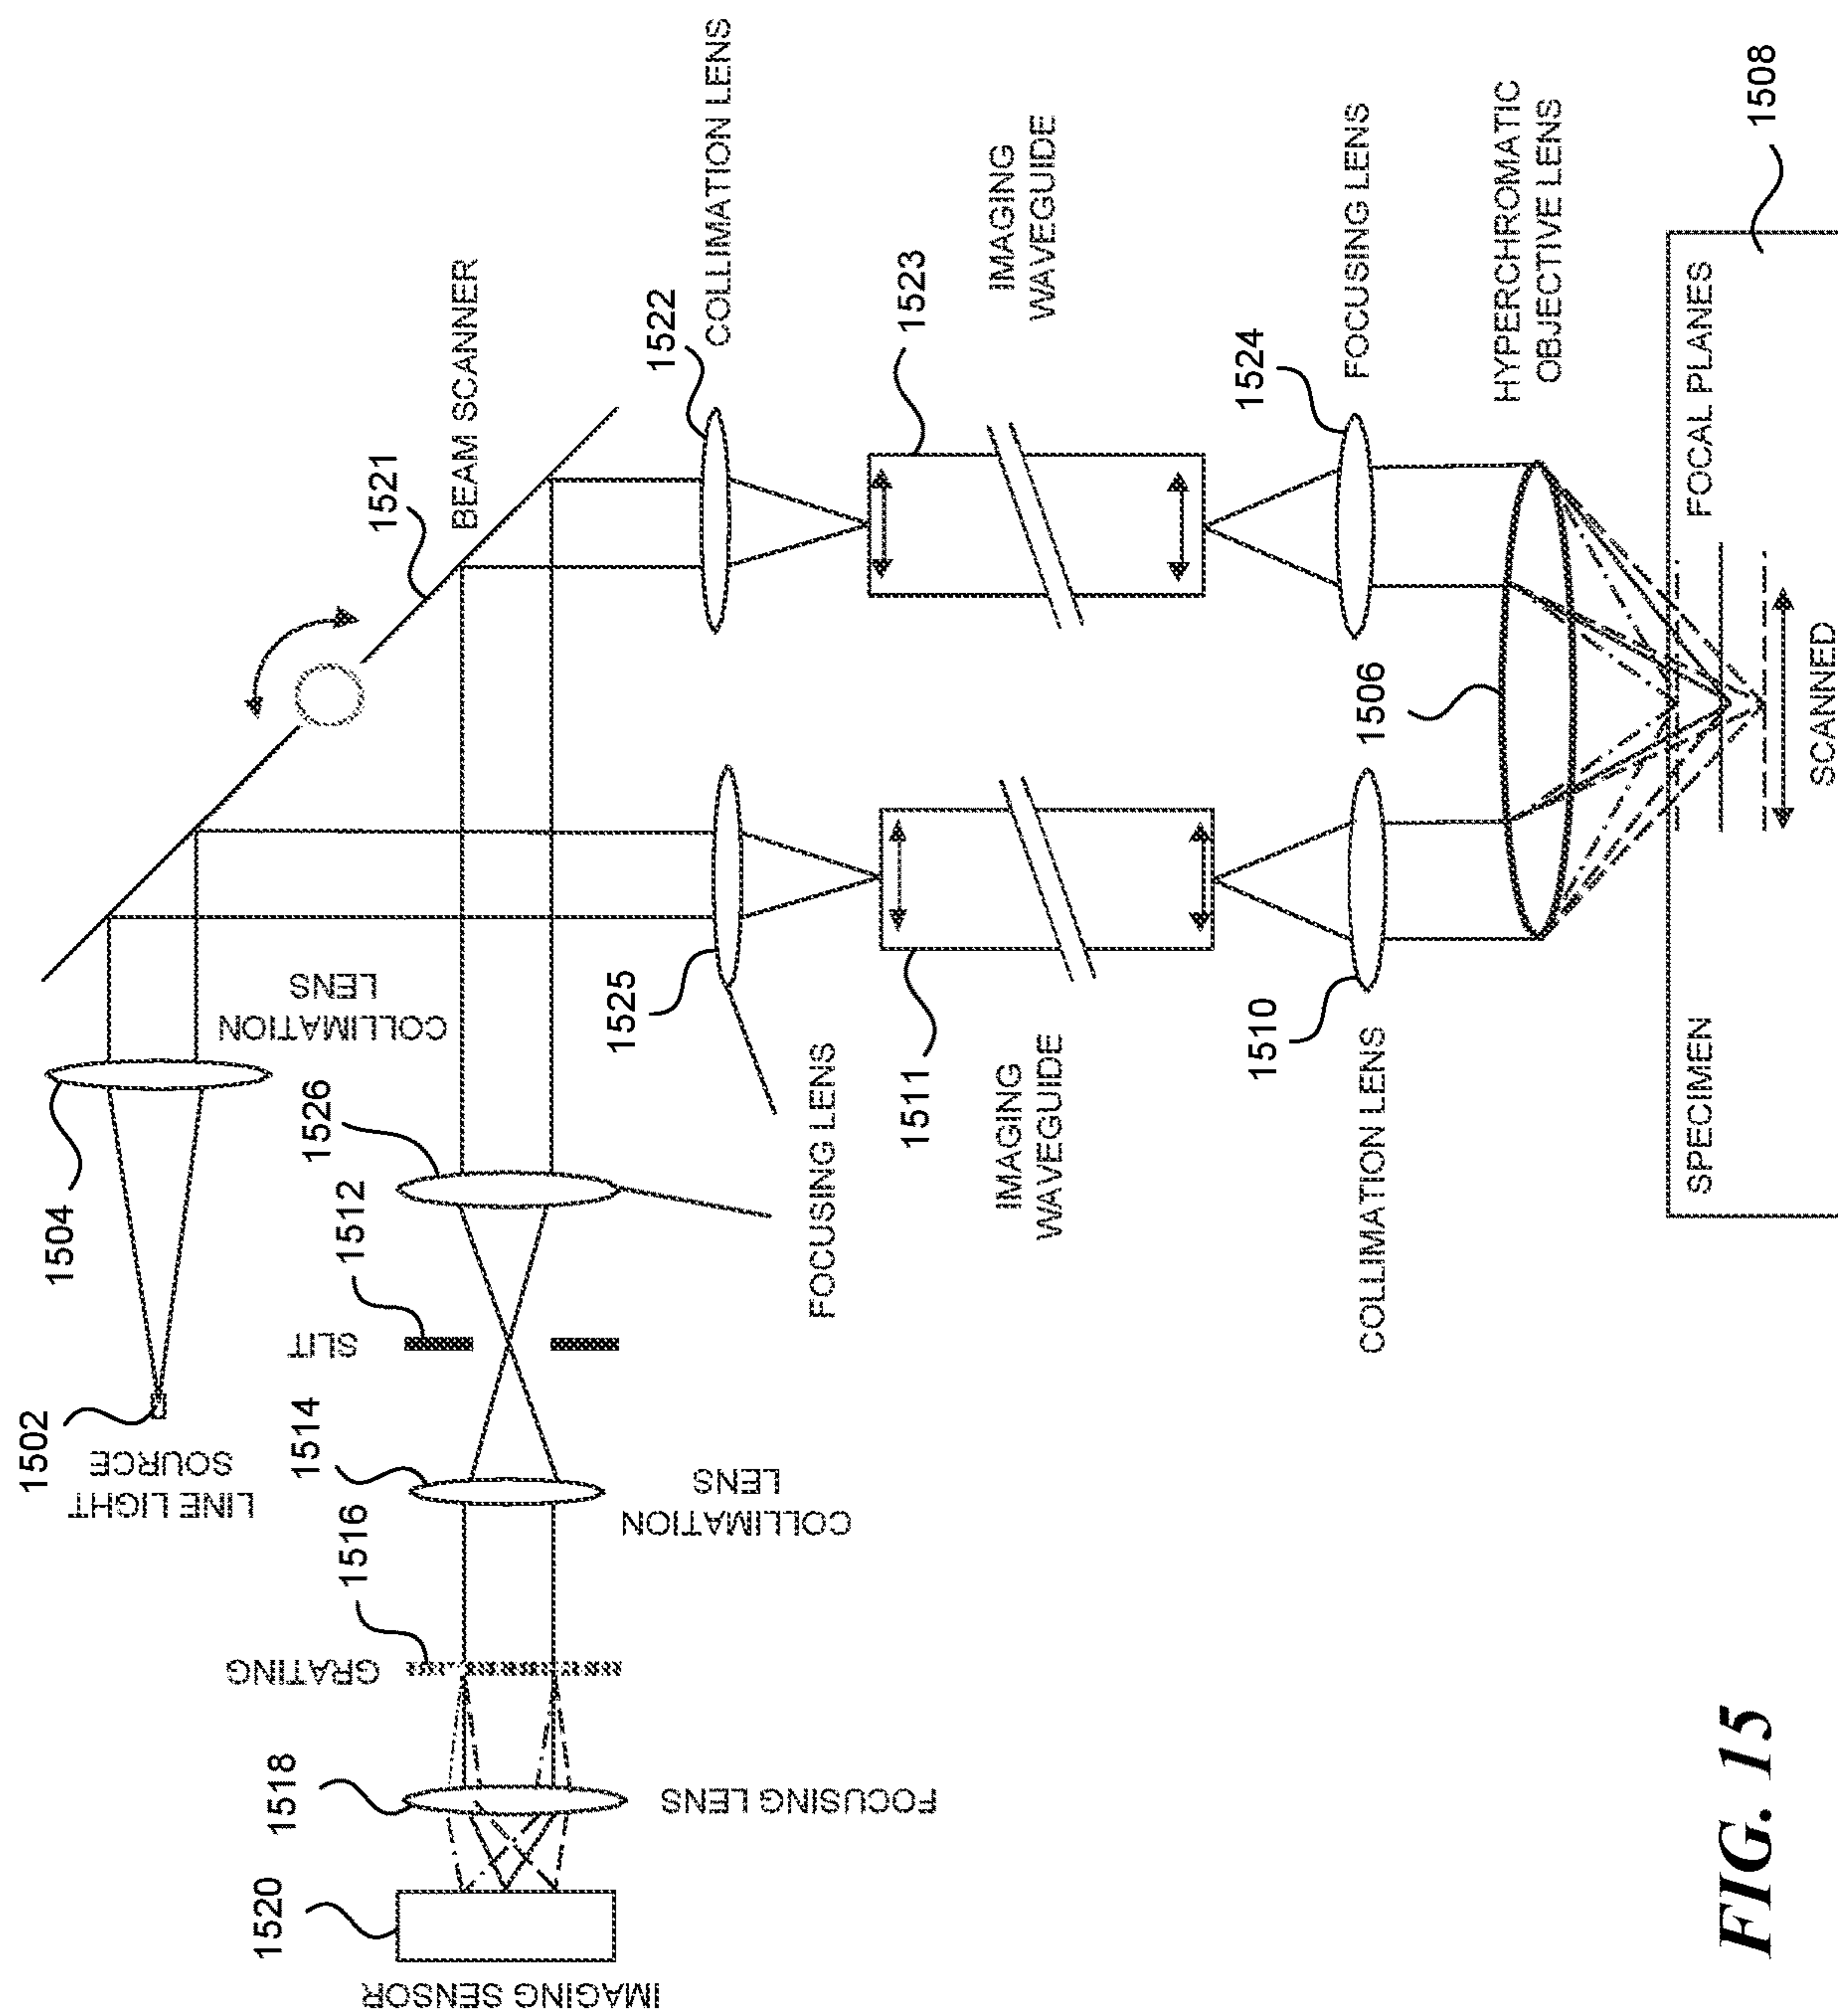 1502
LINE LIGHT
SOURCE
1504
COLLIMATION
LENS
1521
BEAM SCANNER
1522
COLLIMATION LENS
1523
IMAGING
WAVEGUIDE
1524
FOCUSING LENS
HYPERCHROMATIC
OBJECTIVE LENS
1506
1508
FOCAL PLANES
SCANNED
SPECIMEN
1525
FOCUSING LENS
1511
IMAGING
WAVEGUIDE
1510
COLLIMATION LENS
1526
1512
SLIT
1514
COLLIMATION
LENS
1516
GRATING
1518
FOCUSING LENS
1520
IMAGING SENSOR
FIG. 15